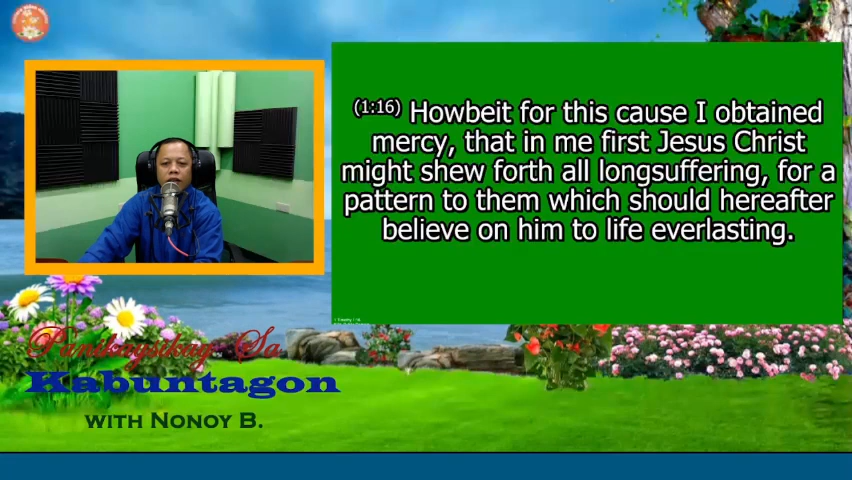 (1:16) Howbeit for this cause I obtained
mercy, that in me first Jesus Christ
might shew forth all longsuffering, for a
pattern to them which should hereafter
believe on him to life everlasting.
Panikagsikag Sa
Kabuntagon
WITH NONOY B.